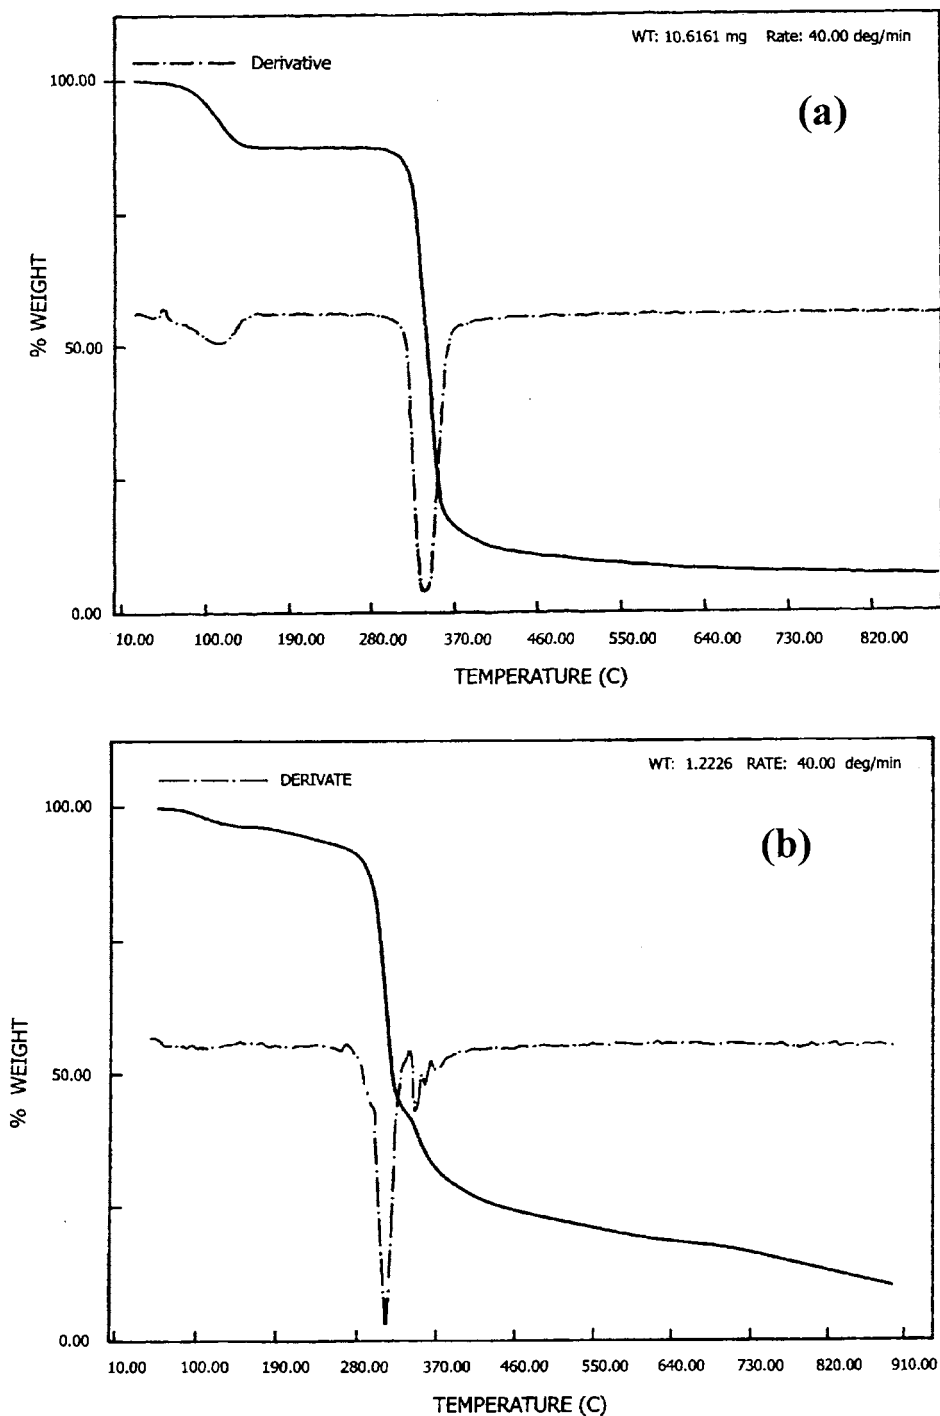 WT: 10.6161 mg Rate: 40.00 deg/min
Derivative
100.00
(a)
% WEIGHT
50.00
0.00
10.00 100.00 190.00 280.00 370.00 460.00 550.00 640.00 730.00 820.00
TEMPERATURE (C)
WT: 1.2226 RATE: 40.00 deg/min
DERIVATE
100.00
(b)
% WEIGHT
50.00
0.00
10.00 100.00 190.00 280.00 370.00 460.00 550.00 640.00 730.00 820.00 910.00
TEMPERATURE (C)